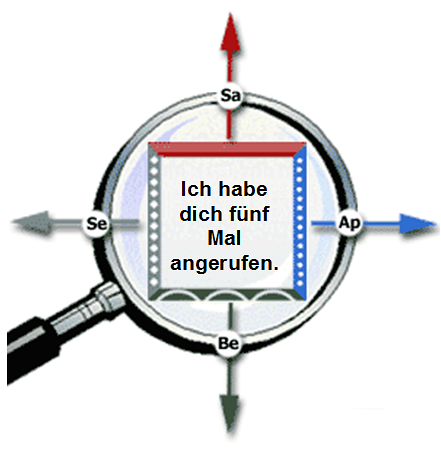 Sa
Ich habe
dich fünf
Mal
angerufen.
Se
Ap
Be